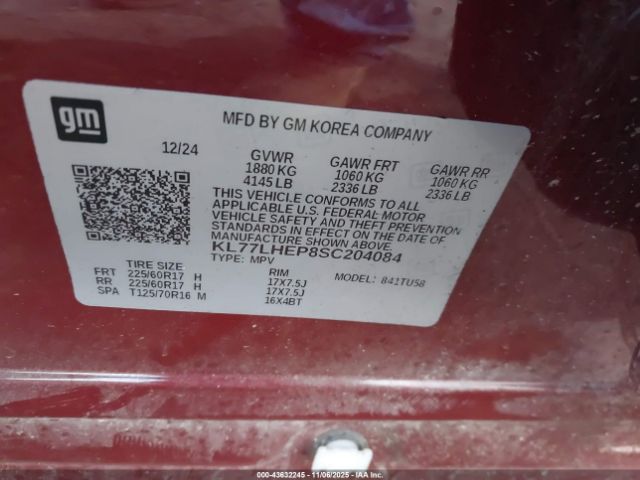 gm
MFD BY GM KOREA COMPANY
12/24
GVWR GAWR FRT GAWR RR
1880 KG 1060 KG 1060 KG
4145 LB 2336 LB 2336 LB
THIS VEHICLE CONFORMS TO ALL
APPLICABLE U.S. FEDERAL MOTOR
VEHICLE SAFETY AND THEFT PREVENTION
STANDARDS IN EFFECT ON THE DATE OF
MANUFACTURE SHOWN ABOVE.
KL77LHEP8SC204084
TYPE: MPV MODEL: 841TU58
TIRE SIZE RIM
FRT 225/60R17 H 17X7.5J
RR 225/60R17 H 17X7.5J
SPA T125/70R16 M 16X4BT
000-43632245 - 11/06/2025 - IAAI.COM